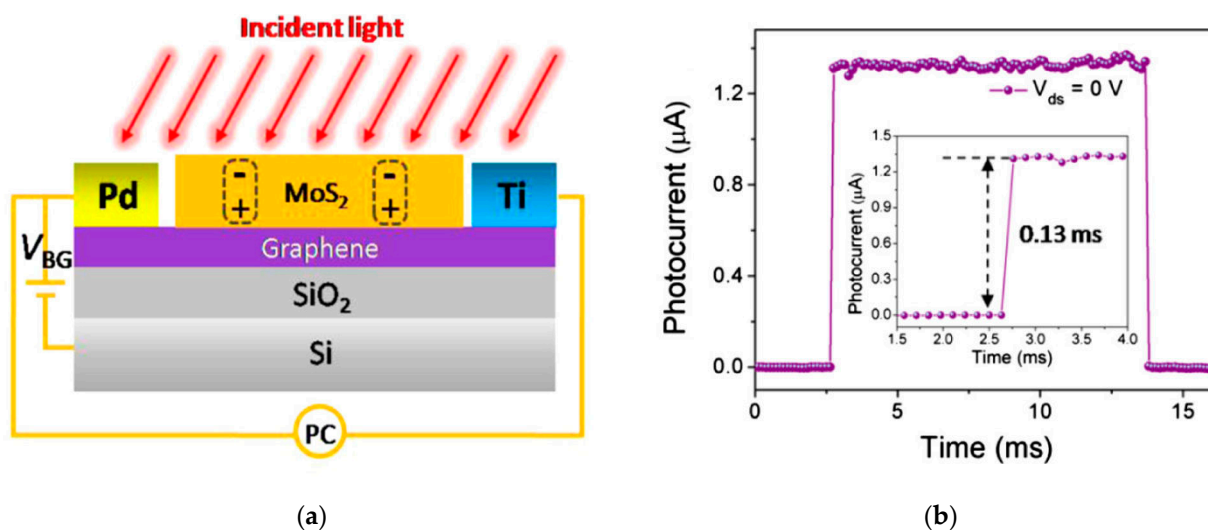 Incident light
Pd
- -
MoS₂
+ +
Ti
V_BG
Graphene
SiO₂
Si
PC
(a)
Photocurrent (μA)
1.2
0.8
0.4
0.0
V_ds = 0 V
Photocurrent (μA)
1.5
1.2
0.9
0.6
0.3
0.0
0.13 ms
1.5 2.0 2.5 3.0 3.5 4.0
Time (ms)
0 5 10 15
Time (ms)
(b)